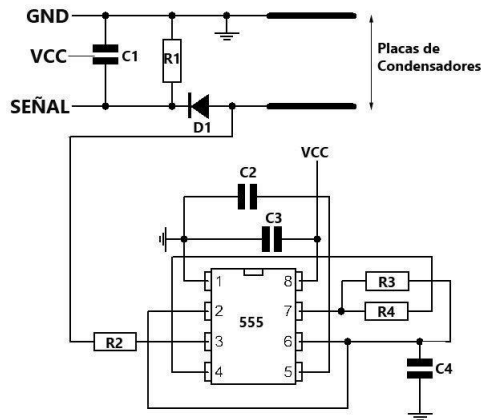 GND
VCC
C1
R1
Placas de
Condensadores
SEÑAL
D1
VCC
C2
C3
1
8
2
7
555
3
6
4
5
R3
R4
R2
C4